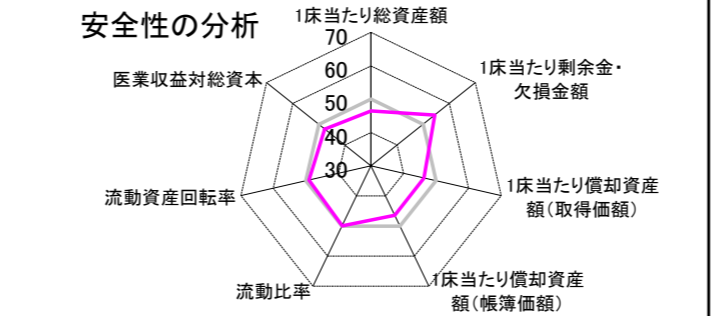 安全性の分析
1床当たり総資産額
70
60
50
40
30
1床当たり剰余金・
欠損金額
1床当たり償却資産
額(取得価額)
1床当たり償却資産
額(帳簿価額)
流動比率
流動資産回転率
医業収益対総資本